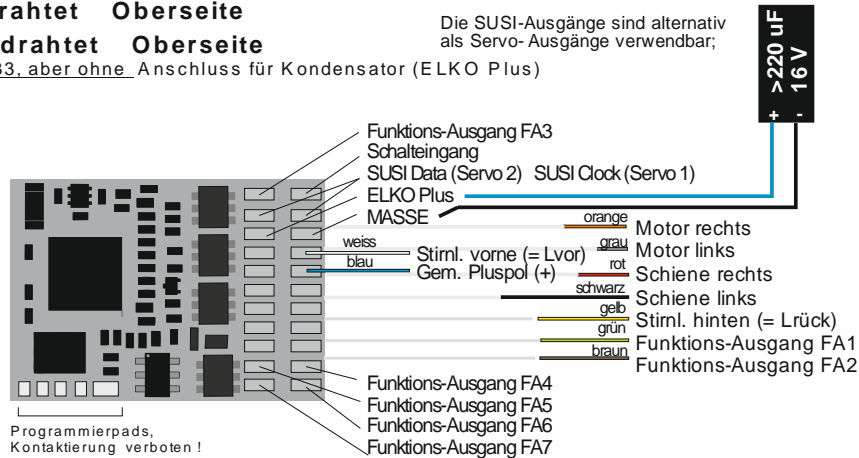 rahtet Oberseite
drahtet Oberseite
33, aber ohne Anschluss für Kondensator (ELKO Plus)
Die SUSI-Ausgänge sind alternativ
als Servo- Ausgänge verwendbar;
>220 uF
16 V
+ -
Funktions-Ausgang FA3
Schalteingang
SUSI Data (Servo 2) SUSI Clock (Servo 1)
ELKO Plus
MASSE
weiss
Stirnl. vorne (= Lvor)
blau
Gem. Pluspol (+)
orange
Motor rechts
grau
Motor links
rot
Schiene rechts
schwarz
Schiene links
gelb
Stirnl. hinten (= Lrück)
grün
Funktions-Ausgang FA1
braun
Funktions-Ausgang FA2
Funktions-Ausgang FA4
Funktions-Ausgang FA5
Funktions-Ausgang FA6
Funktions-Ausgang FA7
Programmierpads,
Kontaktierung verboten !